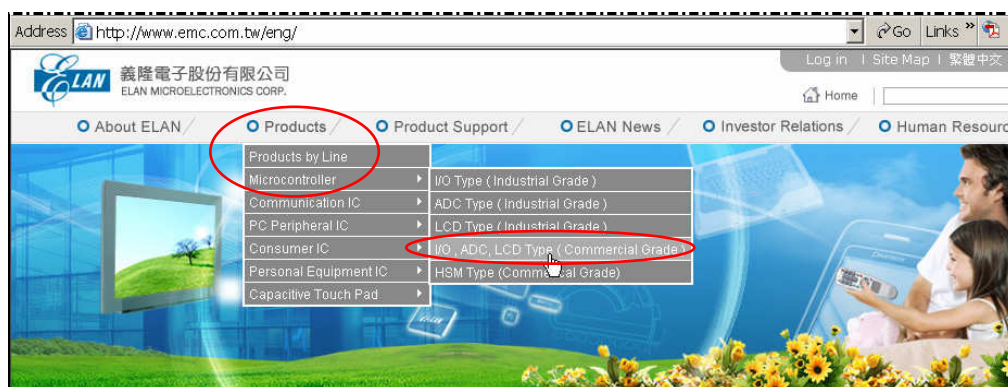 Address http://www.emc.com.tw/eng/ Go Links »
Log in | Site Map | 繁體中文
ELAN 義隆電子股份有限公司
ELAN MICROELECTRONICS CORP.
Home
About ELAN / Products / Product Support / ELAN News / Investor Relations / Human Resourc
Products by Line
Microcontroller
Communication IC
PC Peripheral IC
Consumer IC
Personal Equipment IC
Capacitive Touch Pad
I/O Type ( Industrial Grade )
ADC Type ( Industrial Grade )
LCD Type ( Industrial Grade )
I/O , ADC, LCD Type ( Commercial Grade )
HSM Type (Commercial Grade)
elan